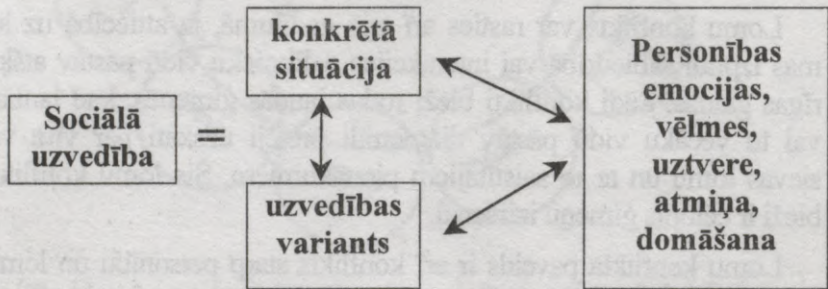 Sociālā
uzvedība
=
konkrētā
situācija
uzvedības
variants
Personības
emocijas,
vēlmes,
uztvere,
atmiņa,
domāšana